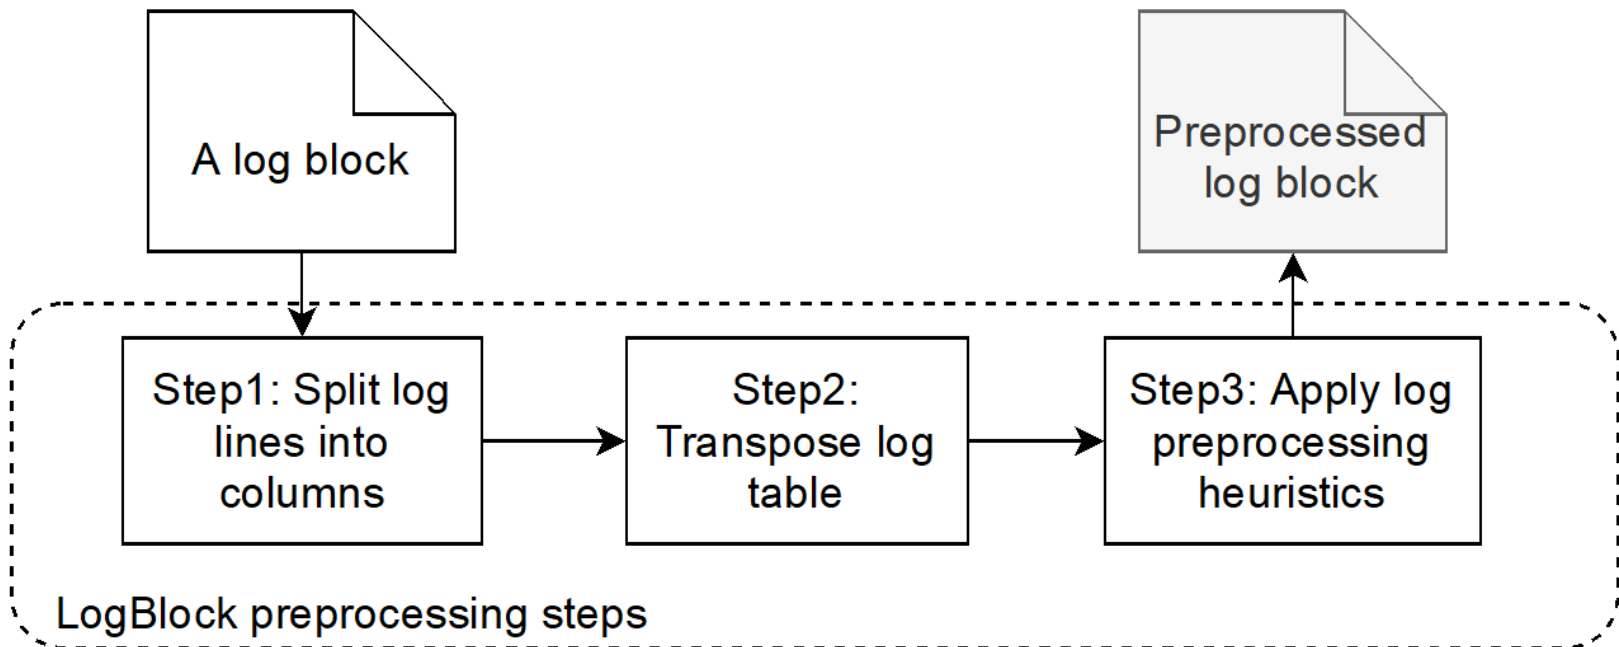 A log block
Preprocessed
log block
Step1: Split log
lines into
columns
Step2:
Transpose log
table
Step3: Apply log
preprocessing
heuristics
LogBlock preprocessing steps